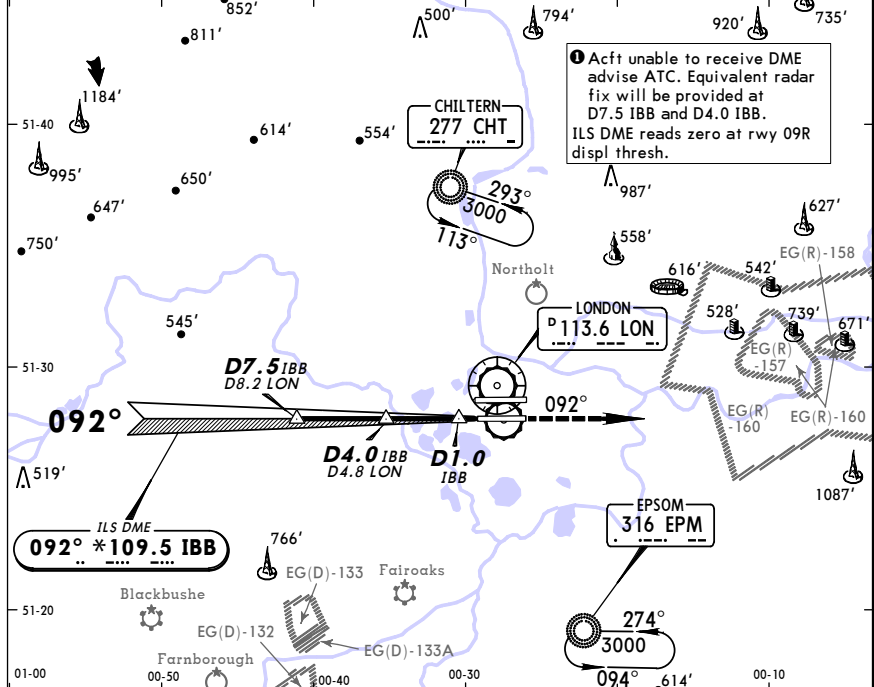 852'
500'
794'
920'
735'
811'
❶ Acft unable to receive DME
advise ATC. Equivalent radar
fix will be provided at
D7.5 IBB and D4.0 IBB.
ILS DME reads zero at rwy 09R
displ thresh.
1184'
CHILTERN
277 CHT
51-40
614'
554'
995'
987'
650'
293°
3000
113°
647'
627'
750'
558'
EG(R)-158
Northolt
616'
542'
LONDON
D 113.6 LON
528'
739'
671'
545'
EG(R)
-157
51-30
D7.5 IBB
D8.2 LON
092°
092°
EG(R)
-160
EG(R)-160
D4.0 IBB
D4.8 LON
D1.0
IBB
519'
1087'
EPSOM
316 EPM
ILS DME
092° *109.5 IBB
766'
EG(D)-133
Fairoaks
Blackbushe
51-20
274°
3000
EG(D)-132
EG(D)-133A
Farnborough
094°
614'
01-00
00-50
00-40
00-30
00-10